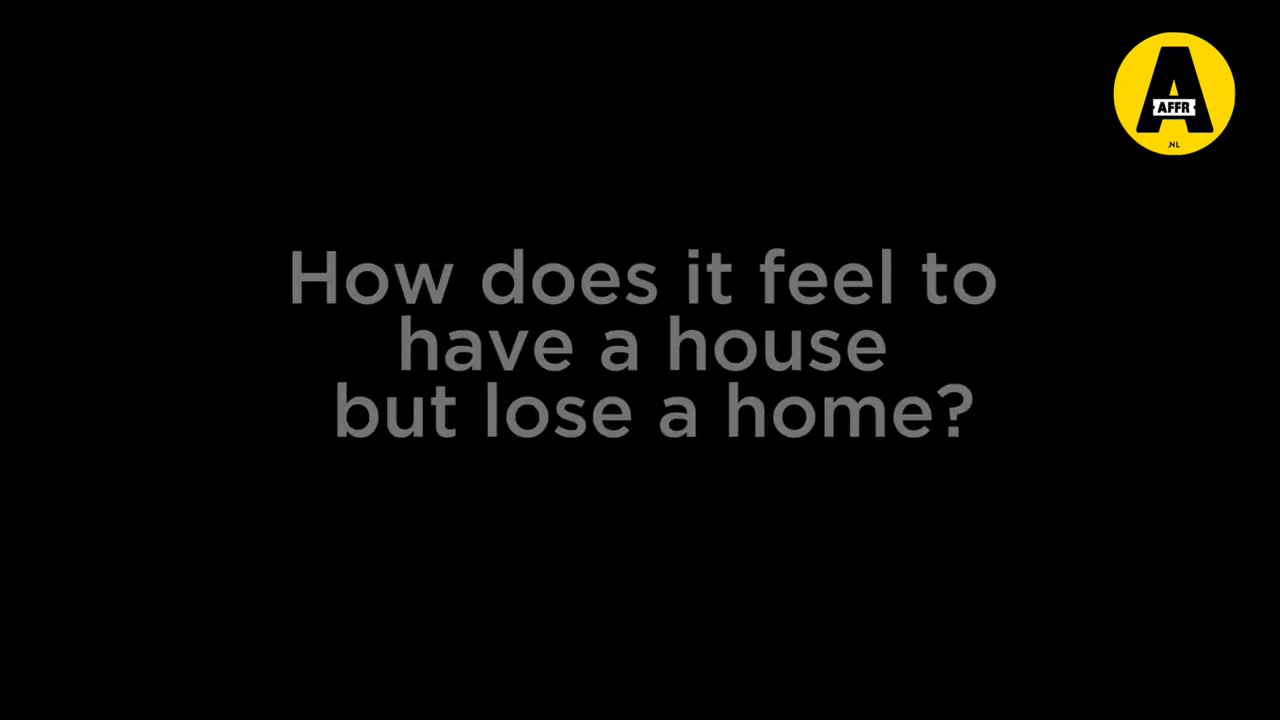 A
AFFR
.NL
How does it feel to
have a house
but lose a home?